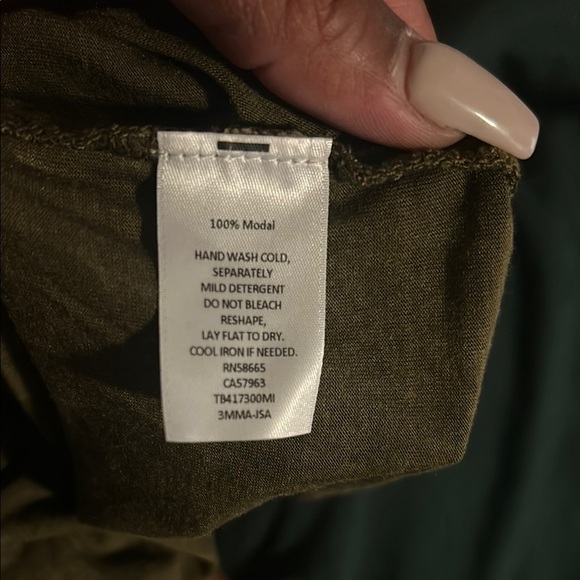 100% Modal
HAND WASH COLD,
SEPARATELY
MILD DETERGENT
DO NOT BLEACH
RESHAPE,
LAY FLAT TO DRY.
COOL IRON IF NEEDED.
RN58665
CA57963
TB417300MI
3MMA-JSA